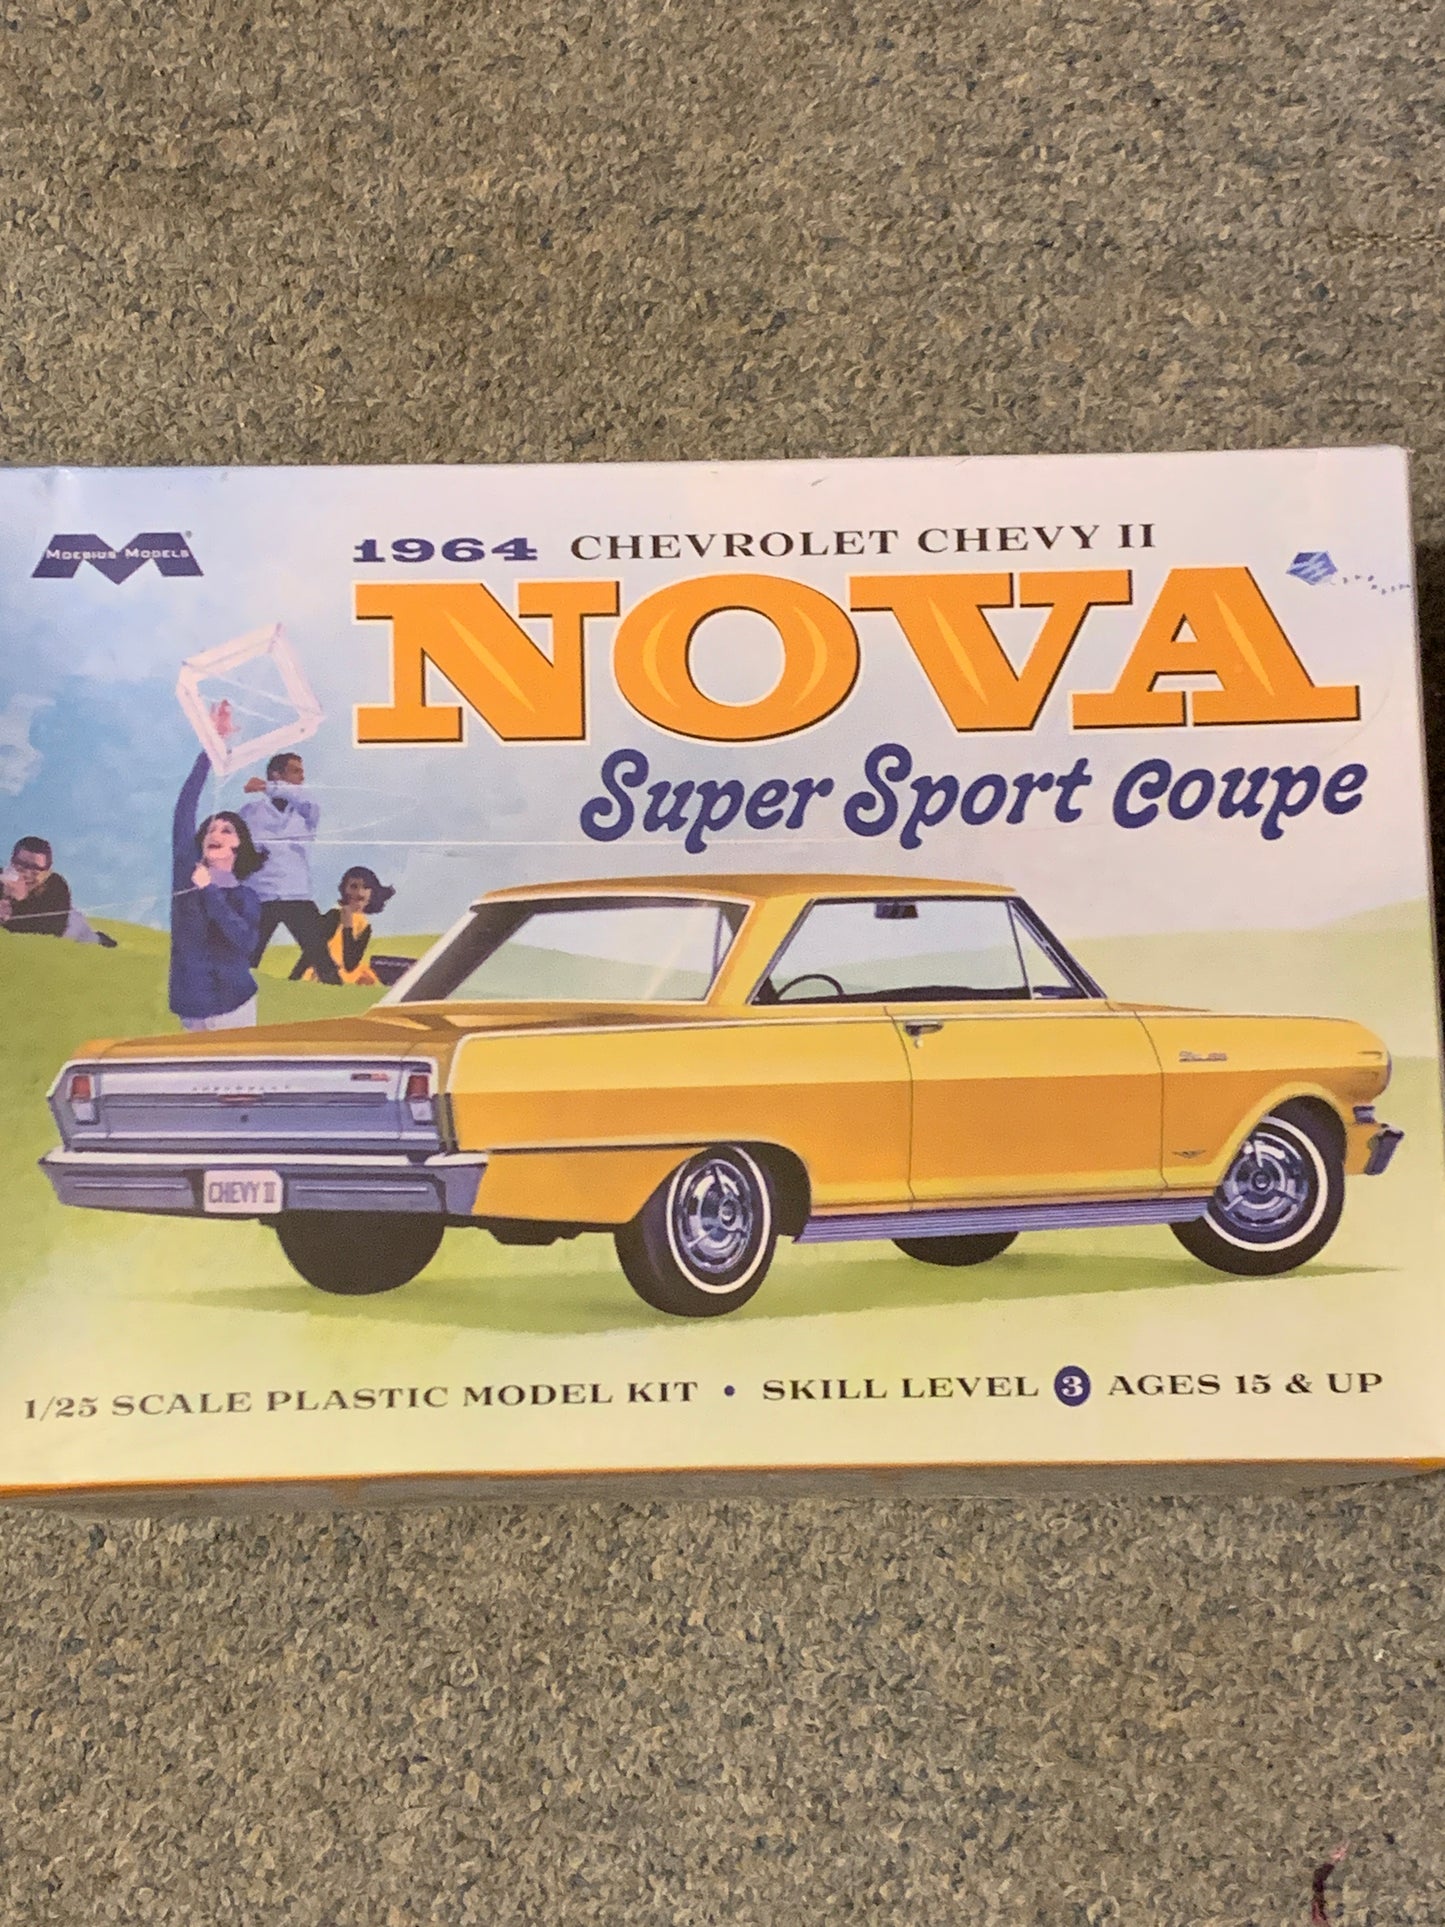 MOEBIUS MODELS
1964 CHEVROLET CHEVY II
NOVA
Super Sport Coupe
CHEVROLET
CHEVY II
1/25 SCALE PLASTIC MODEL KIT • SKILL LEVEL 3 AGES 15 & UP